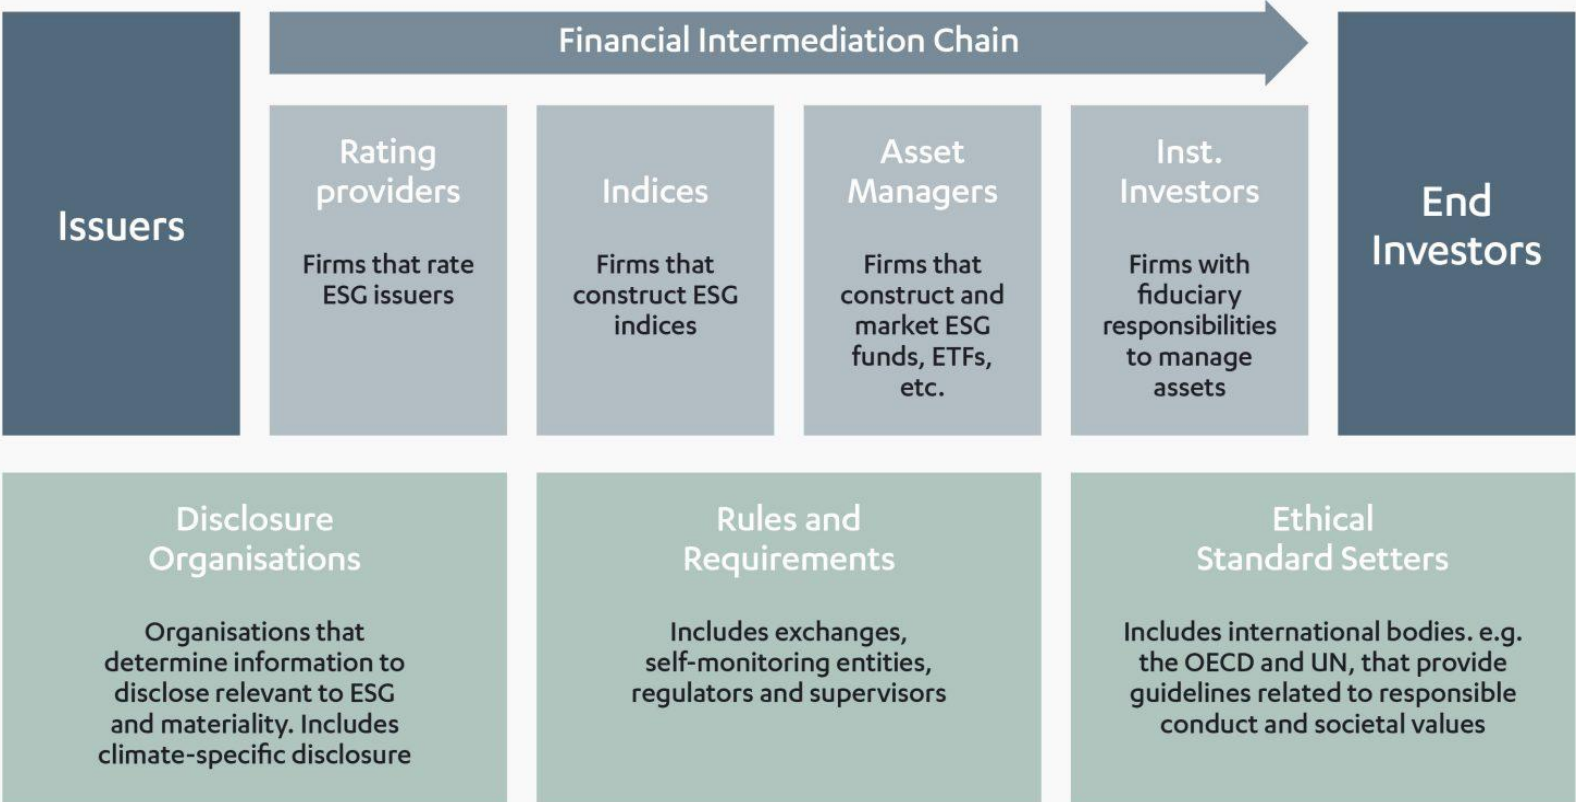 Financial Intermediation Chain
Issuers
Rating
providers
Firms that rate
ESG issuers
Indices
Firms that
construct ESG
indices
Asset
Managers
Firms that
construct and
market ESG
funds, ETFs,
etc.
Inst.
Investors
Firms with
fiduciary
responsibilities
to manage
assets
End
Investors
Disclosure
Organisations
Organisations that
determine information to
disclose relevant to ESG
and materiality. Includes
climate-specific disclosure
Rules and
Requirements
Includes exchanges,
self-monitoring entities,
regulators and supervisors
Ethical
Standard Setters
Includes international bodies. e.g.
the OECD and UN, that provide
guidelines related to responsible
conduct and societal values